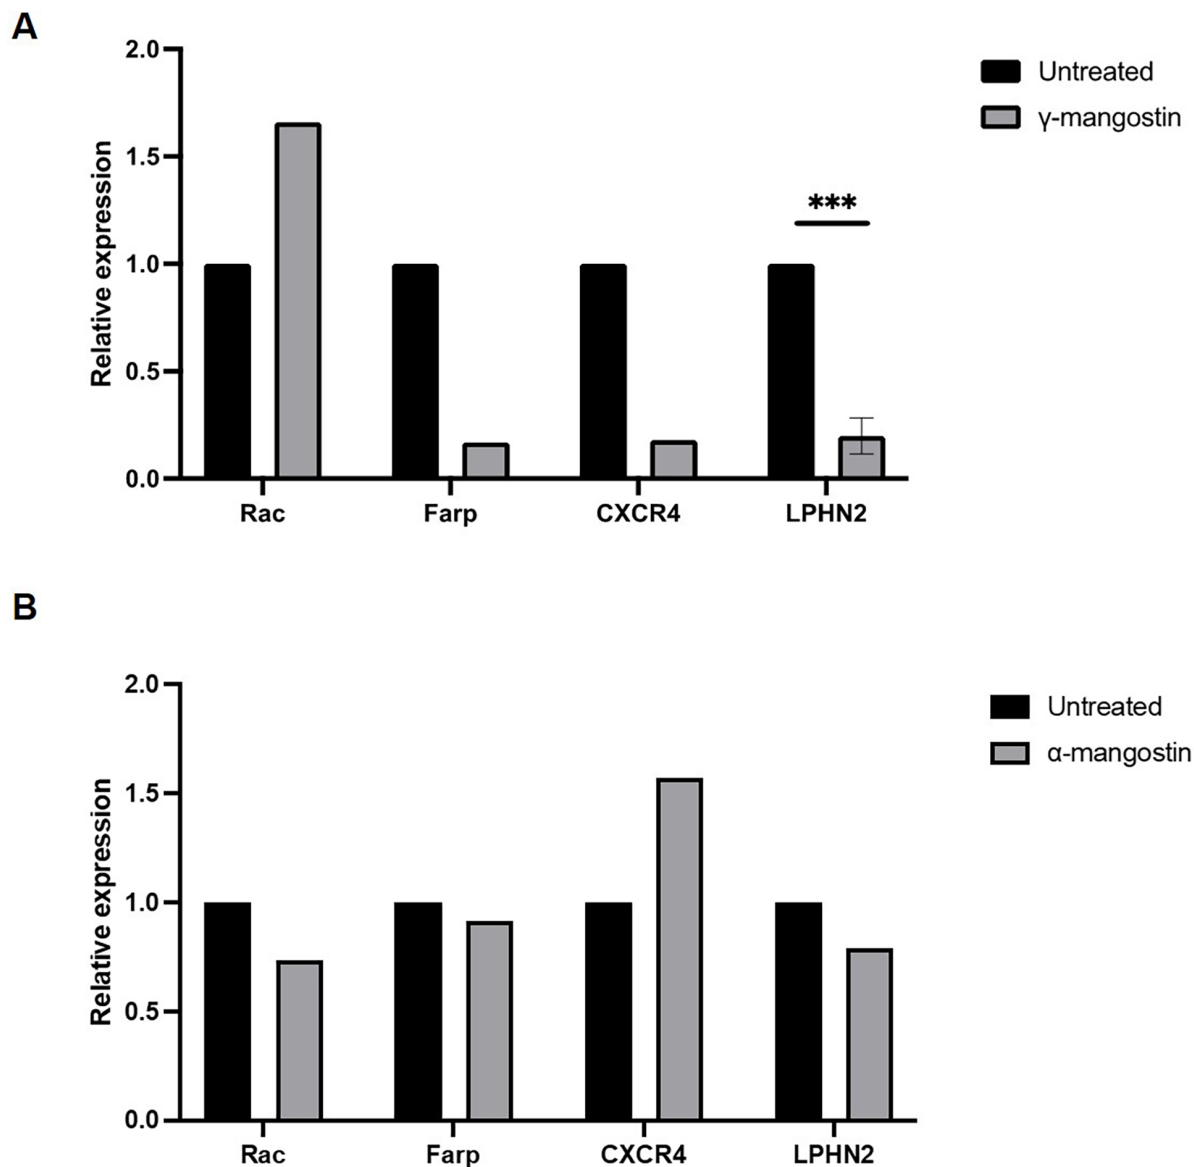 A
2.0
1.5
1.0
0.5
0.0
Relative expression
Untreated
γ-mangostin
***
Rac Farp CXCR4 LPHN2
B
2.0
1.5
1.0
0.5
0.0
Relative expression
Untreated
α-mangostin
Rac Farp CXCR4 LPHN2